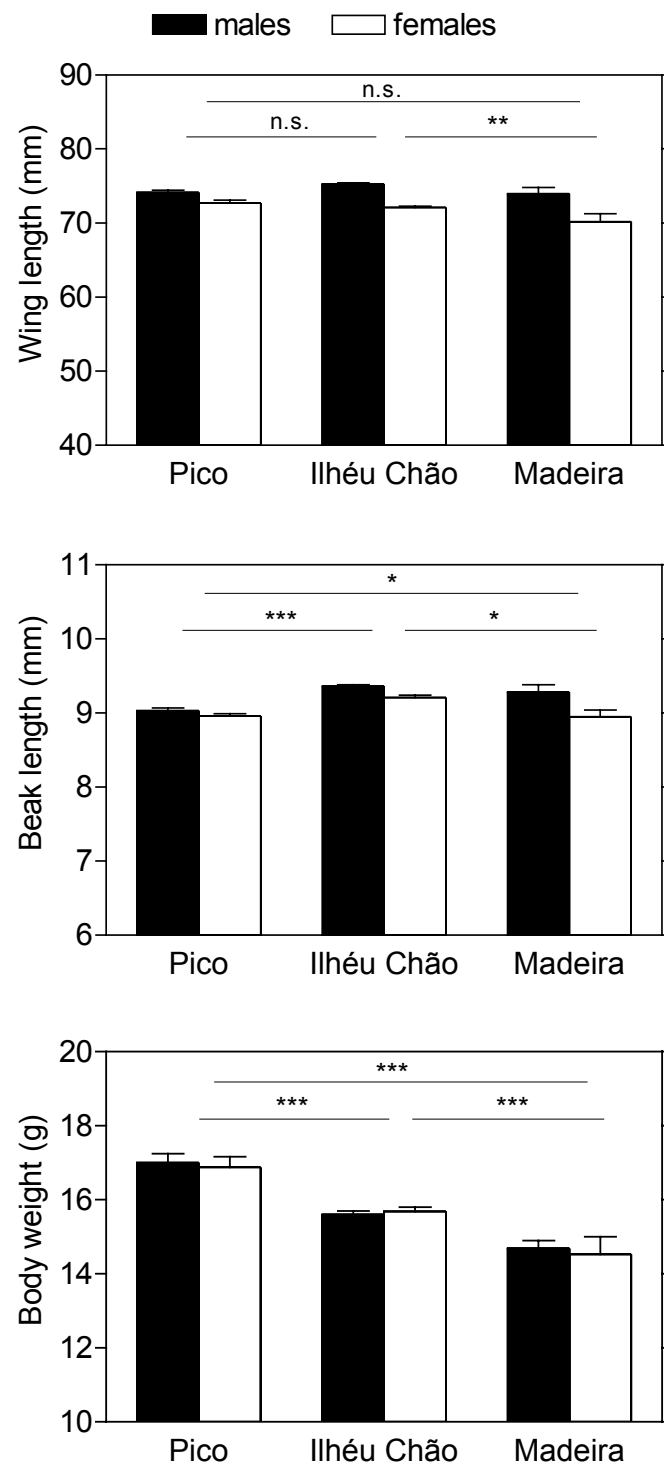 males females
90
n.s.
n.s. **
80
70
60
50
40
Wing length (mm)
Pico Ilhéu Chão Madeira
11
*
*** *
10
9
8
7
6
Beak length (mm)
Pico Ilhéu Chão Madeira
20
***
*** ***
18
16
14
12
10
Body weight (g)
Pico Ilhéu Chão Madeira